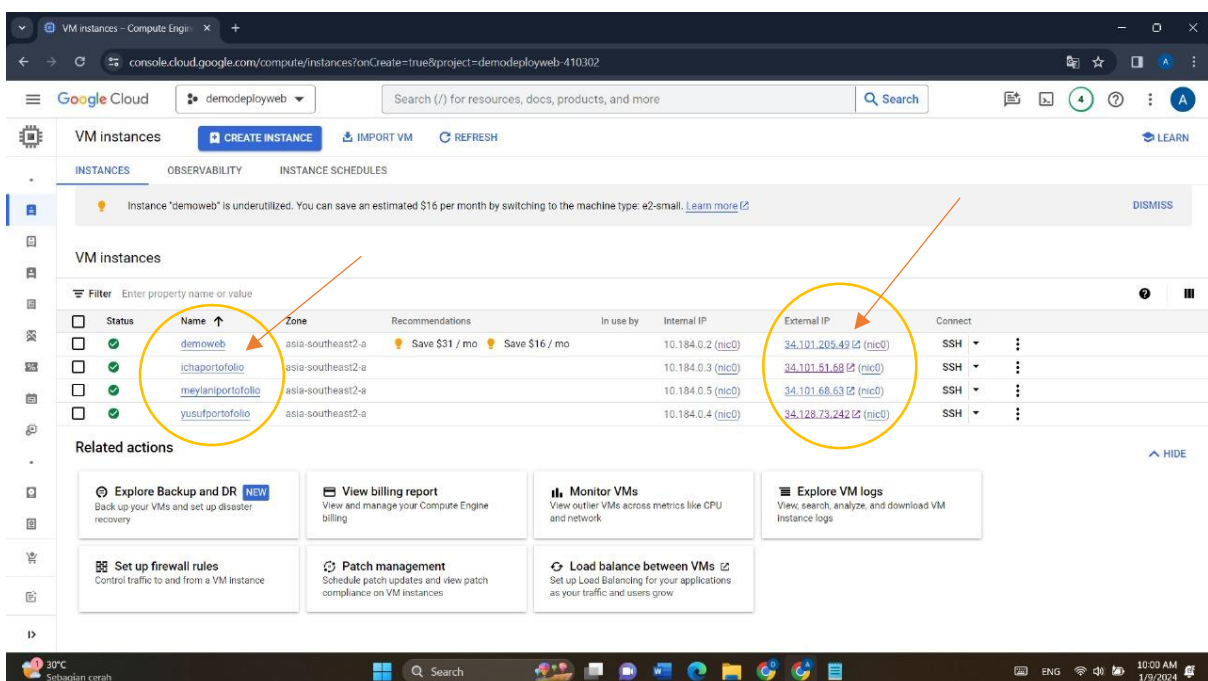 VM instances – Compute Engin
console.cloud.google.com/compute/instances?onCreate=true&project=demodeployweb-410302
Google Cloud demodeployweb Search (/) for resources, docs, products, and more Search 4 A
VM instances CREATE INSTANCE IMPORT VM REFRESH LEARN
INSTANCES OBSERVABILITY INSTANCE SCHEDULES
Instance "demoweb" is underutilized. You can save an estimated $16 per month by switching to the machine type: e2-small. Learn more DISMISS
VM instances
Filter Enter property name or value
Status Name Zone Recommendations In use by Internal IP External IP Connect
demoweb asia-southeast2-a Save $31 / mo Save $16 / mo 10.184.0.2 (nic0) 34.101.205.49 (nic0) SSH
ichaportofolio asia-southeast2-a 10.184.0.3 (nic0) 34.101.51.68 (nic0) SSH
meylaniportofolio asia-southeast2-a 10.184.0.5 (nic0) 34.101.68.63 (nic0) SSH
yusufportofolio asia-southeast2-a 10.184.0.4 (nic0) 34.128.73.242 (nic0) SSH
Related actions HIDE
Explore Backup and DR NEW
Back up your VMs and set up disaster
recovery
View billing report
View and manage your Compute Engine
billing
Monitor VMs
View outlier VMs across metrics like CPU
and network
Explore VM logs
View, search, analyze, and download VM
instance logs
Set up firewall rules
Control traffic to and from a VM instance
Patch management
Schedule patch updates and view patch
compliance on VM instances
Load balance between VMs
Set up Load Balancing for your applications
as your traffic and users
grow
30°C
Sebagian cerah
Search
ENG
10:00 AM
1/9/2024